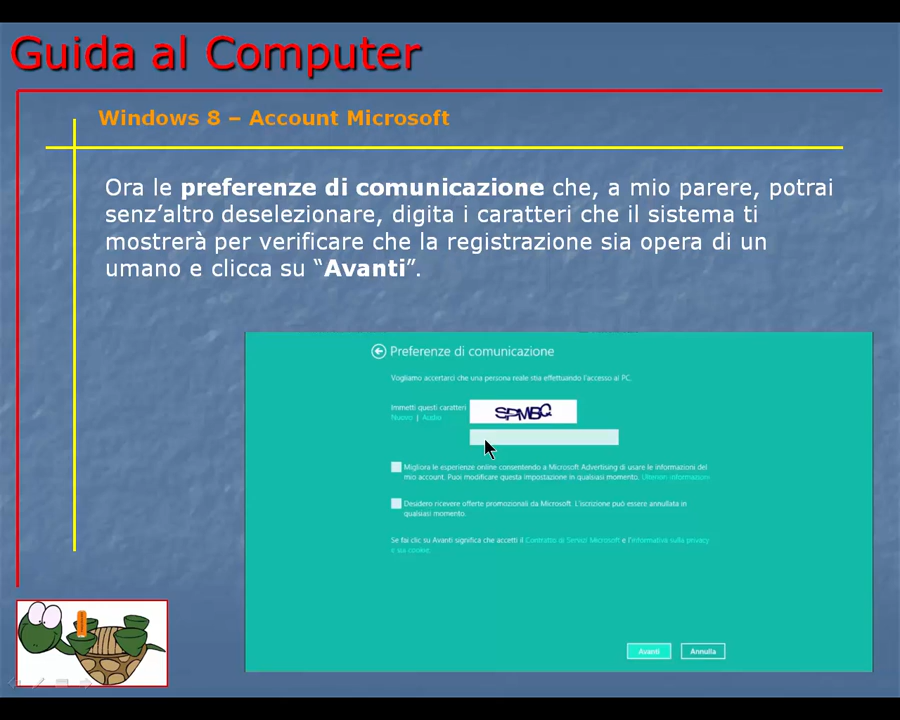 Guida al Computer
Windows 8 – Account Microsoft
Ora le preferenze di comunicazione che, a mio parere, potrai
senz’altro deselezionare, digita i caratteri che il sistema ti
mostrerà per verificare che la registrazione sia opera di un
umano e clicca su “Avanti”.
Preferenze di comunicazione
Vogliamo accertarci che una persona reale stia effettuando l'accesso al PC.
Immetti questi caratteri
SPMBQ
Nuovo | Audio
Migliora le esperienze online consentendo a Microsoft Advertising di usare le informazioni del
mio account. Puoi modificare questa impostazione in qualsiasi momento. Ulteriori informazioni
Desidero ricevere offerte promozionali da Microsoft. L'iscrizione può essere annullata in
qualsiasi momento.
Se fai clic su Avanti significa che accetti il Contratto di Servizi Microsoft e l'informativa sulla privacy
e sui cookie.
Avanti
Annulla